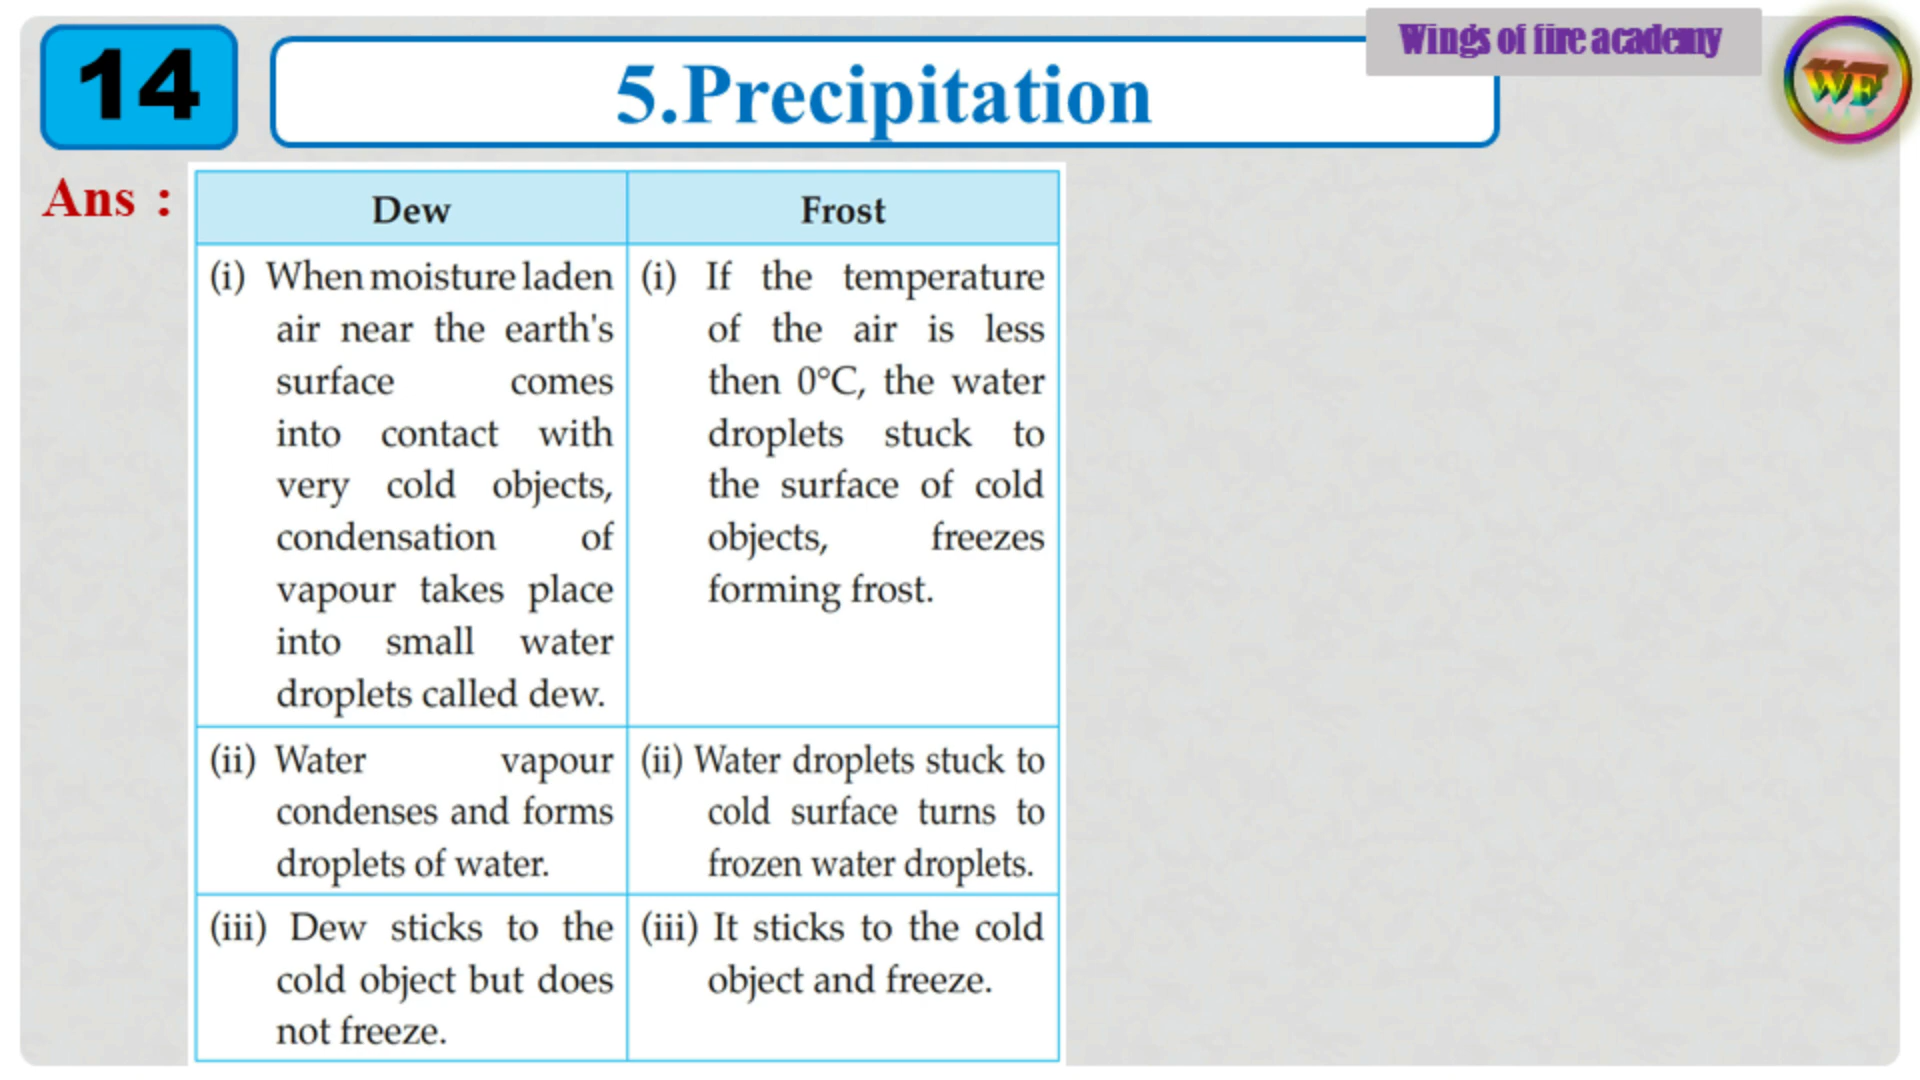 14
5.Precipitation
Wings of fire academy
WF
Ans :
Dew
Frost
(i) When moisture laden
air near the earth's
surface comes
into contact with
very cold objects,
condensation of
vapour takes place
into small water
droplets called dew.
(i) If the temperature
of the air is less
then 0°C, the water
droplets stuck to
the surface of cold
objects, freezes
forming frost.
(ii) Water vapour
condenses and forms
droplets of water.
(ii) Water droplets stuck to
cold surface turns to
frozen water droplets.
(iii) Dew sticks to the
cold object but does
not freeze.
(iii) It sticks to the cold
object and freeze.